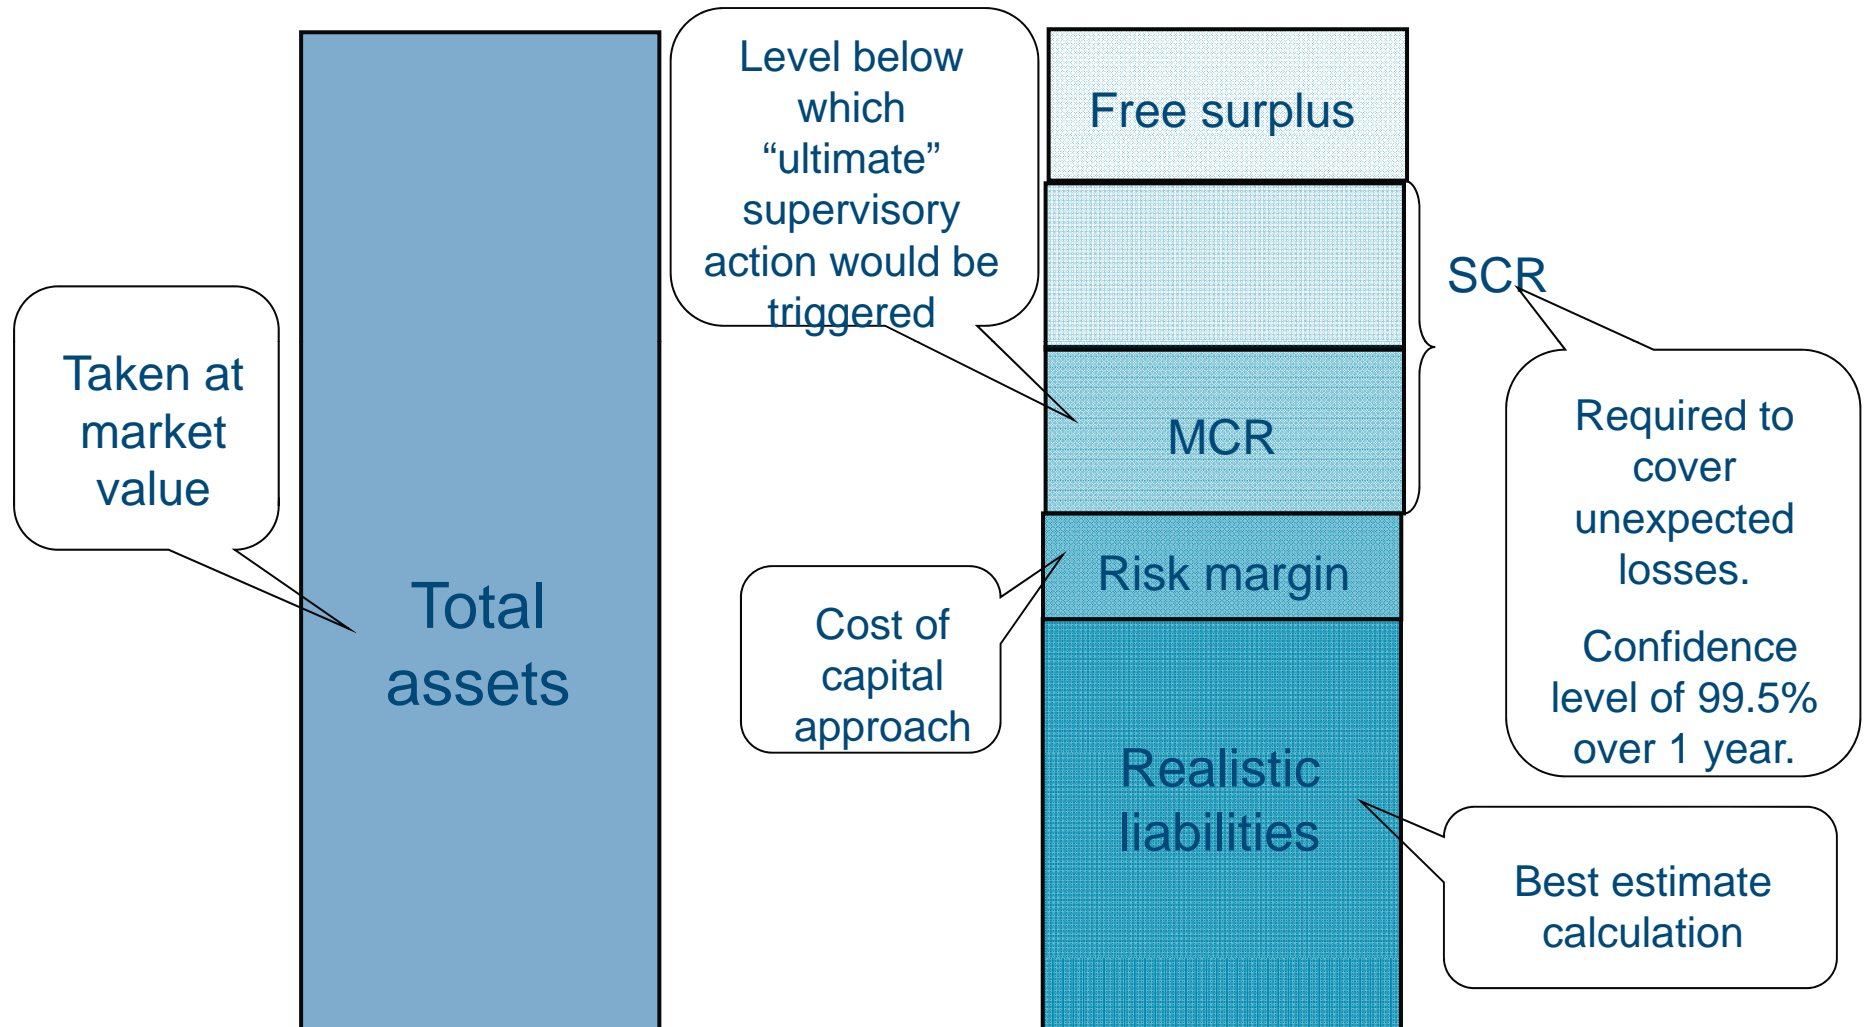 Taken at
market
value
Total
assets
Level below
which
“ultimate”
supervisory
action would be
triggered
Cost of
capital
approach
Free surplus
MCR
Risk margin
Realistic
liabilities
SCR
Required to
cover
unexpected
losses.
Confidence
level of 99.5%
over 1 year.
Best estimate
calculation